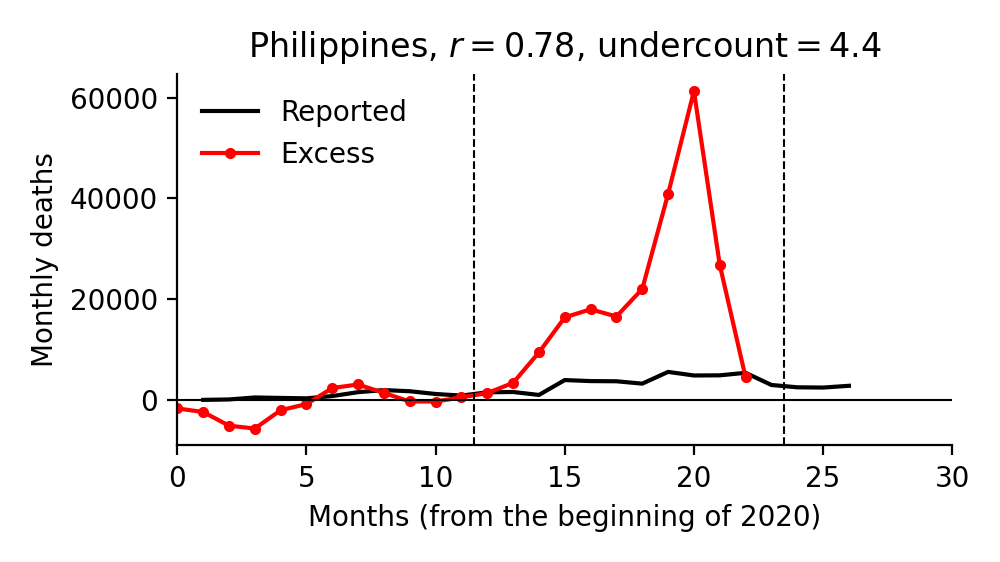 Philippines, r = 0.78, undercount = 4.4
Reported
Excess
60000
40000
20000
0
Monthly deaths
0 5 10 15 20 25 30
Months (from the beginning of 2020)